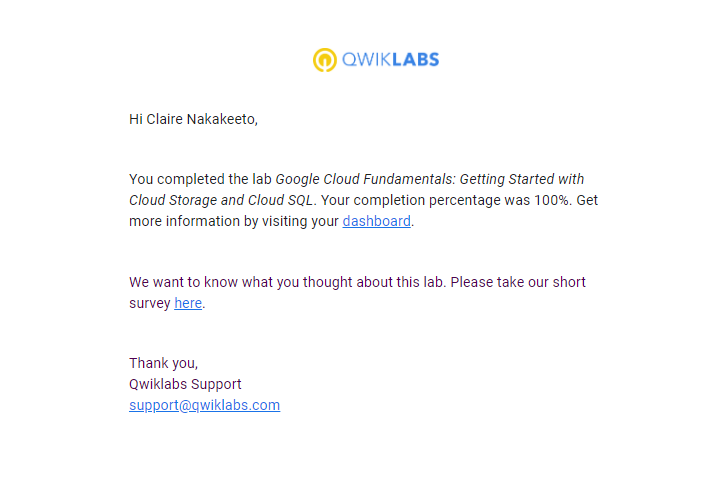 QWIKLABS
Hi Claire Nakakeeto,
You completed the lab Google Cloud Fundamentals: Getting Started with
Cloud Storage and Cloud SQL. Your completion percentage was 100%. Get
more information by visiting your dashboard.
We want to know what you thought about this lab. Please take our short
survey here.
Thank you,
Qwiklabs Support
support@qwiklabs.com